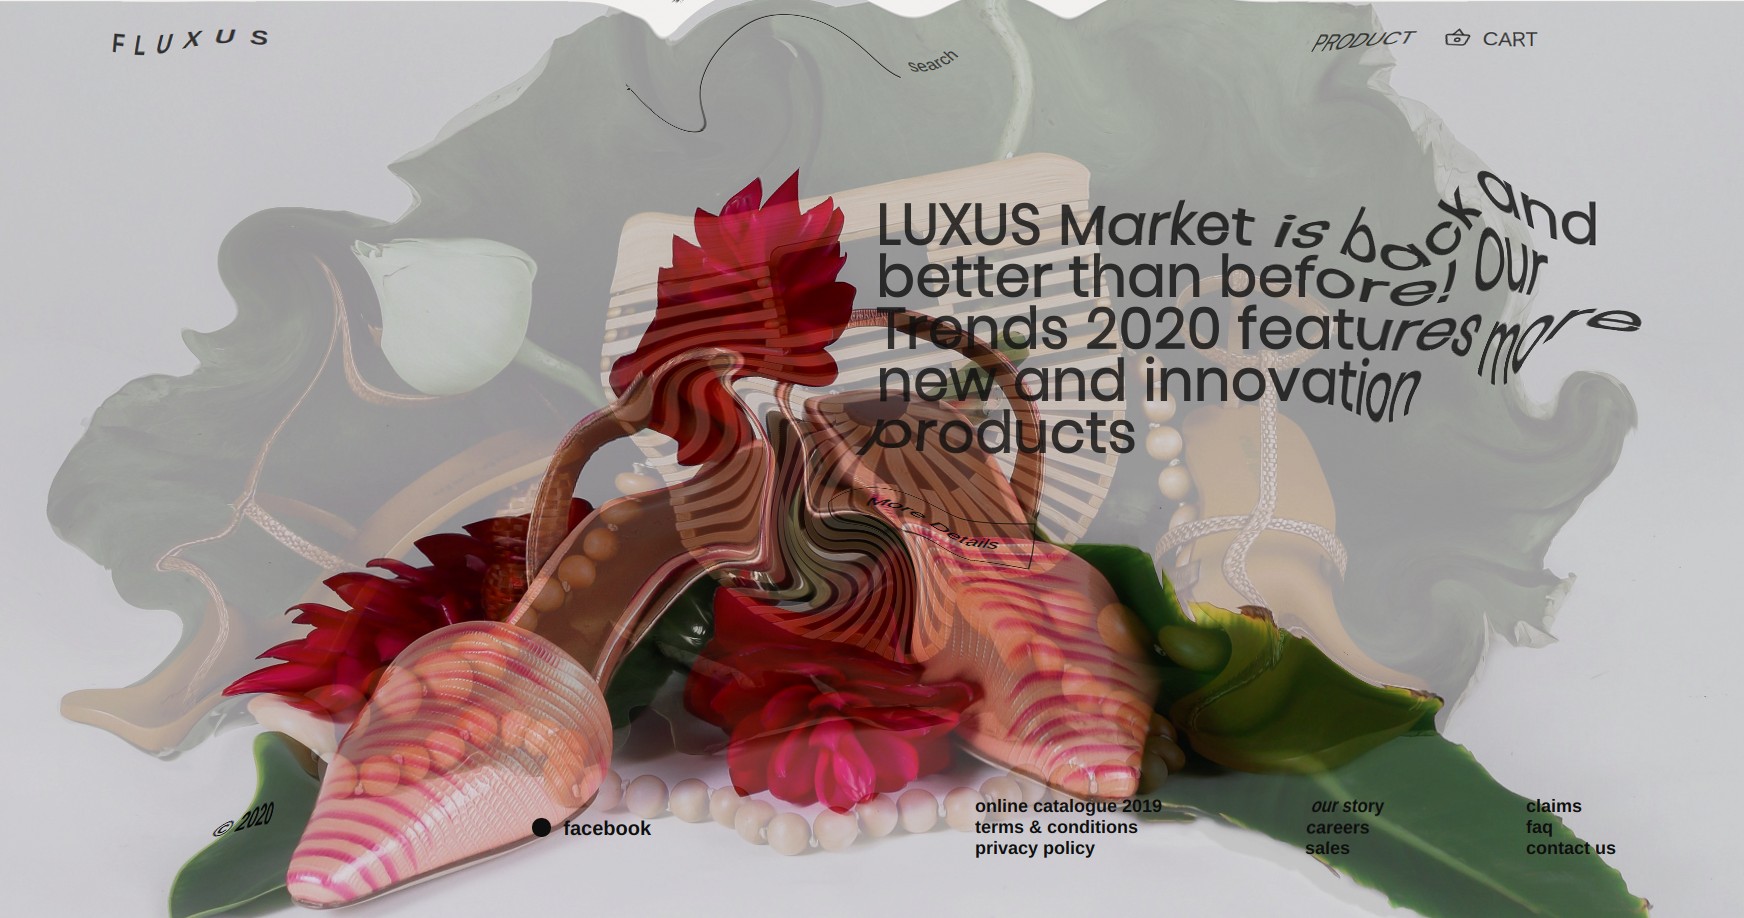 FLUXUS
search
PRODUCT
CART
LUXUS Market is back and
better than before! our
Trends 2020 features more
new and innovation
products
More Details
© 2020
facebook
online catalogue 2019
terms & conditions
privacy policy
our story
careers
sales
claims
faq
contact us